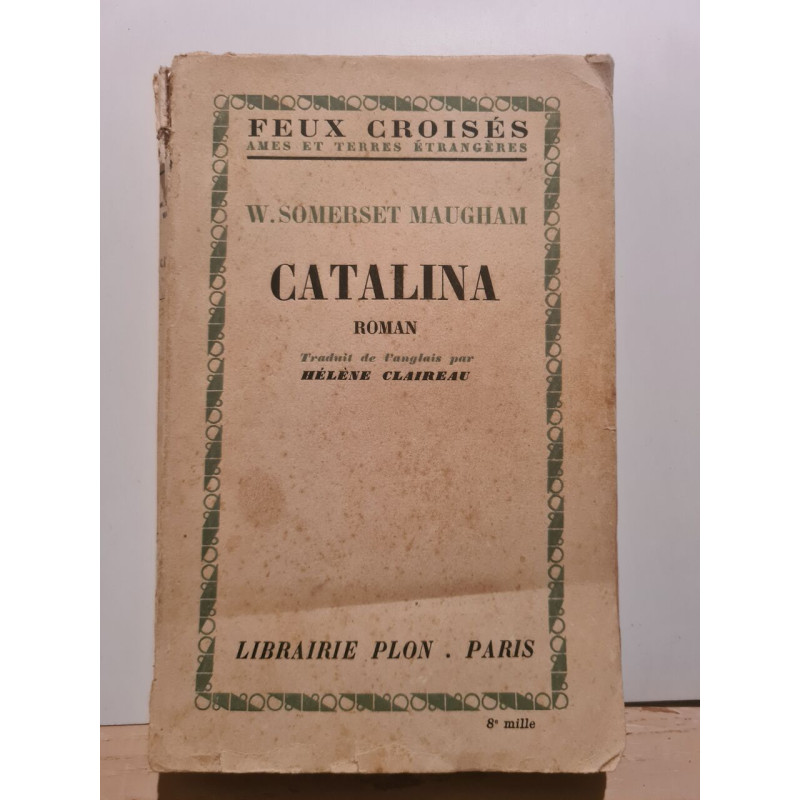 FEUX CROISÉS
AMES ET TERRES ÉTRANGÈRES
W. SOMERSET MAUGHAM
CATALINA
ROMAN
Traduit de l'anglais par
HÉLÈNE CLAIREAU
LIBRAIRIE PLON . PARIS
8e mille